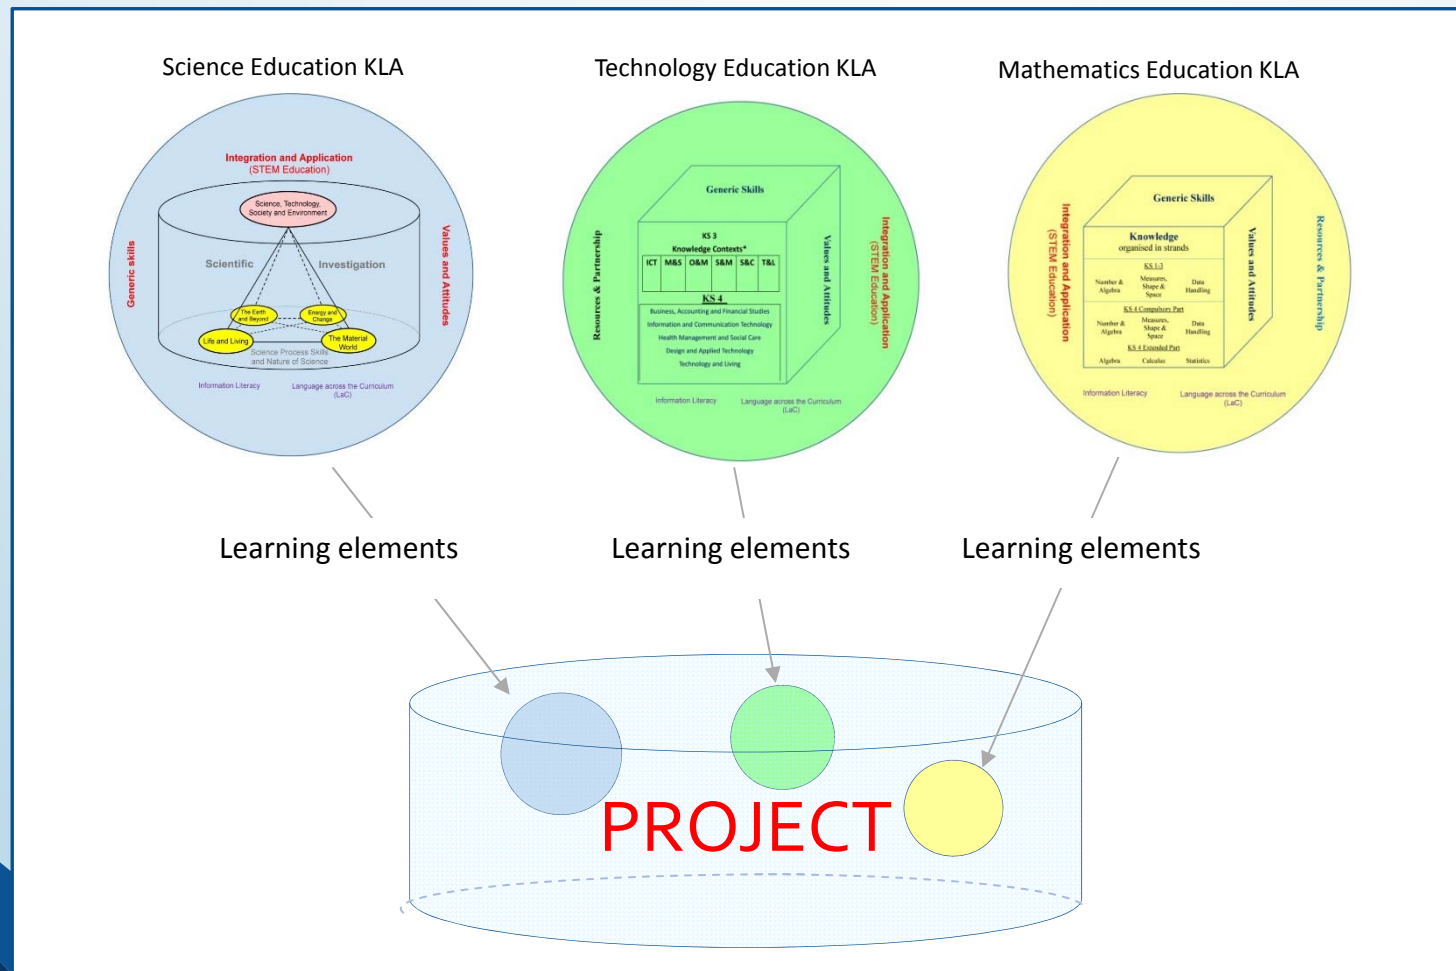 Science Education KLA
Technology Education KLA
Mathematics Education KLA
Integration and Application
(STEM Education)
Science, Technology,
Society and Environment
Generic skills
Values and Attitudes
Scientific
Investigation
The Earth
and Beyond
Energy and
Change
Life and Living
The Material
World
Science Process Skills
and Nature of Science
Information Literacy
Language across the Curriculum
(LaC)
Generic Skills
Resources & Partnership
KS 3
Knowledge Contexts*
ICT M&S O&M S&M S&C T&L
KS 4
Business, Accounting and Financial Studies
Information and Communication Technology
Health Management and Social Care
Design and Applied Technology
Technology and Living
Values and Attitudes
Integration and Application
(STEM Education)
Information Literacy
Language across the Curriculum
(LaC)
Integration and Application
(STEM Education)
Generic Skills
Knowledge
organised in strands
KS 1-3
Number &
Algebra
Measures,
Shape &
Space
Data
Handling
KS 4 Compulsory Part
Number &
Algebra
Measures,
Shape &
Space
Data
Handling
KS 4 Extended Part
Algebra Calculus Statistics
Values and Attitudes
Resources & Partnership
Information Literacy
Language across the Curriculum
(LaC)
Learning elements
Learning elements
Learning elements
PROJECT